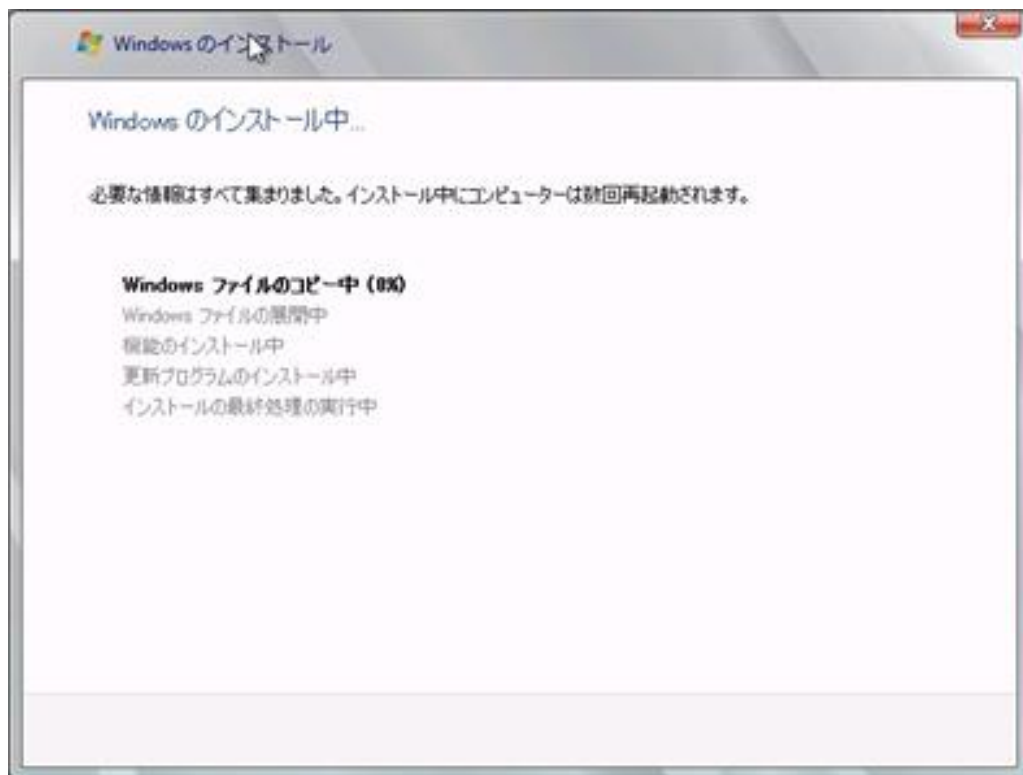 Windows のインストール
Windows のインストール中...
必要な情報はすべて集まりました。インストール中にコンピューターは数回再起動されます。
Windows ファイルのコピー中 (0%)
Windows ファイルの展開中
機能のインストール中
更新プログラムのインストール中
インストールの最終処理の実行中